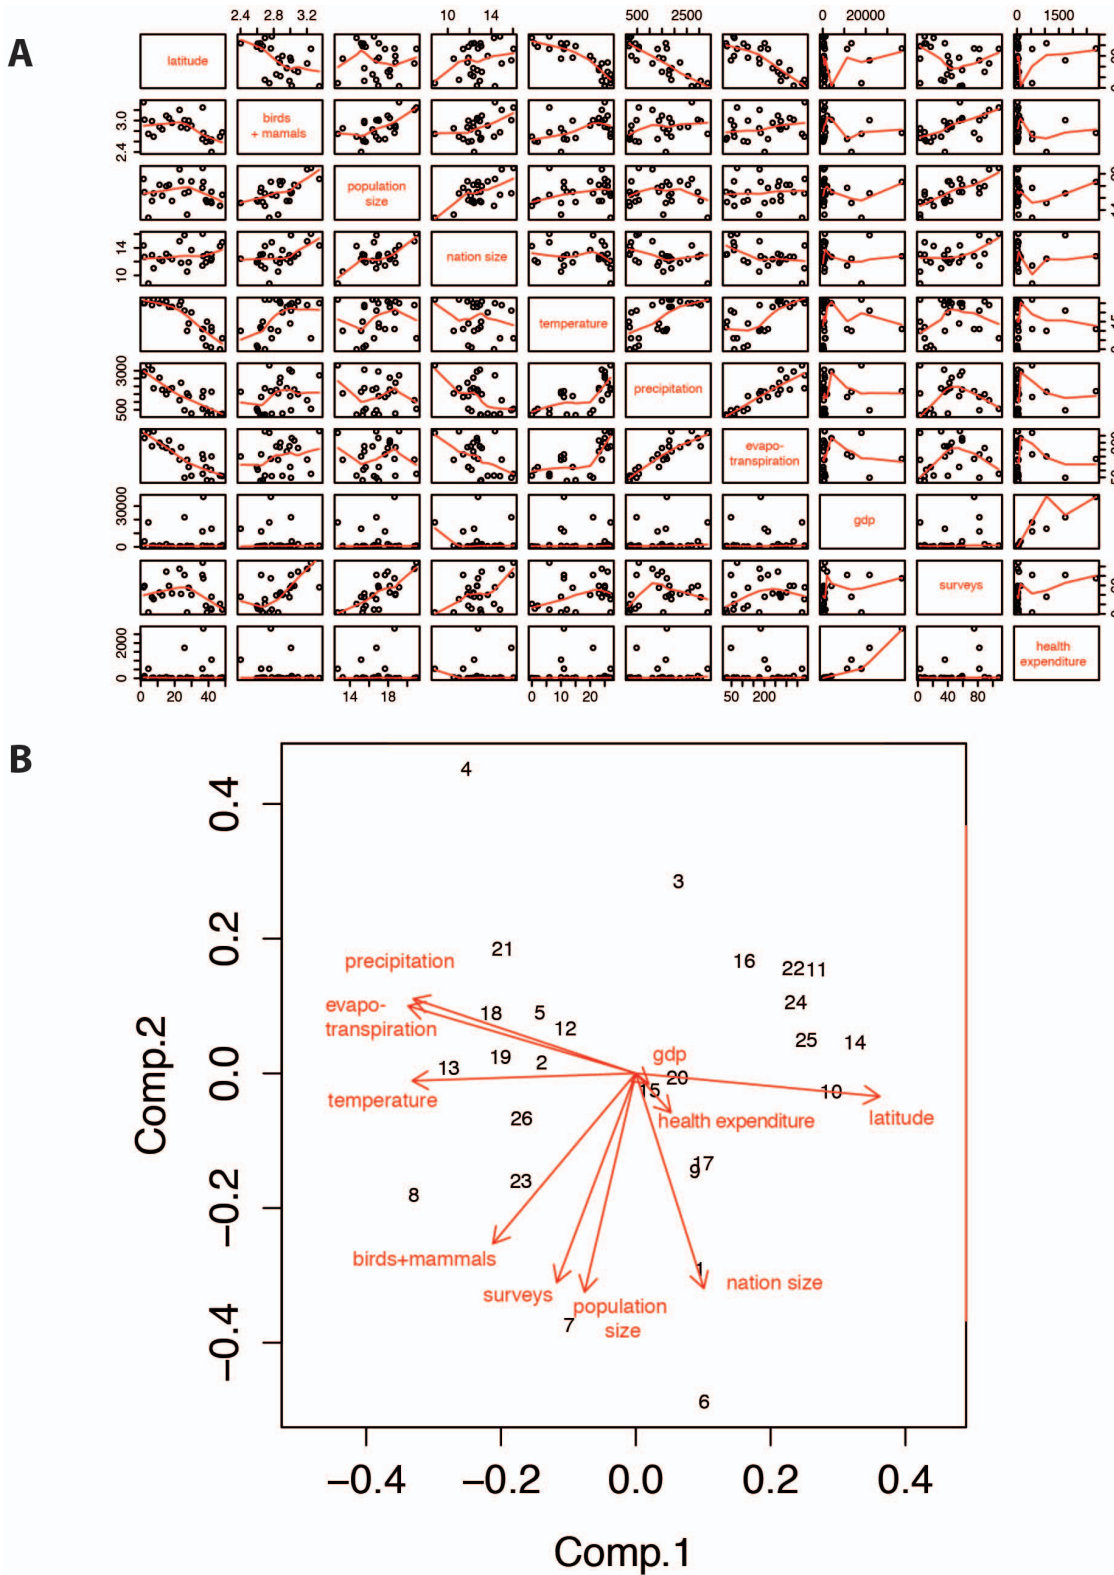 2.4 2.8 3.2 10 14 500 2500 0 20000 0 1500
A
latitude
3.0
2.4
birds
+ mamals
population
size
14
10
nation size
temperature
3000
500
precipitation
evapo-
transpiration
30000
0
gdp
surveys
2000
0
health
expenditure
0 20 40 14 18 0 10 20 50 200 0 40 80
B
4
3
21
precipitation
16
22 11
evapo-
transpiration
18
5
12
24
25
14
gdp
13
19
2
20
15
10
temperature
health expenditure
latitude
26
17
9
8
23
birds+mammals
1
nation size
surveys
population
size
7
6
0.4
0.2
0.0
−0.2
−0.4
Comp.2
−0.4 −0.2 0.0 0.2 0.4
Comp.1